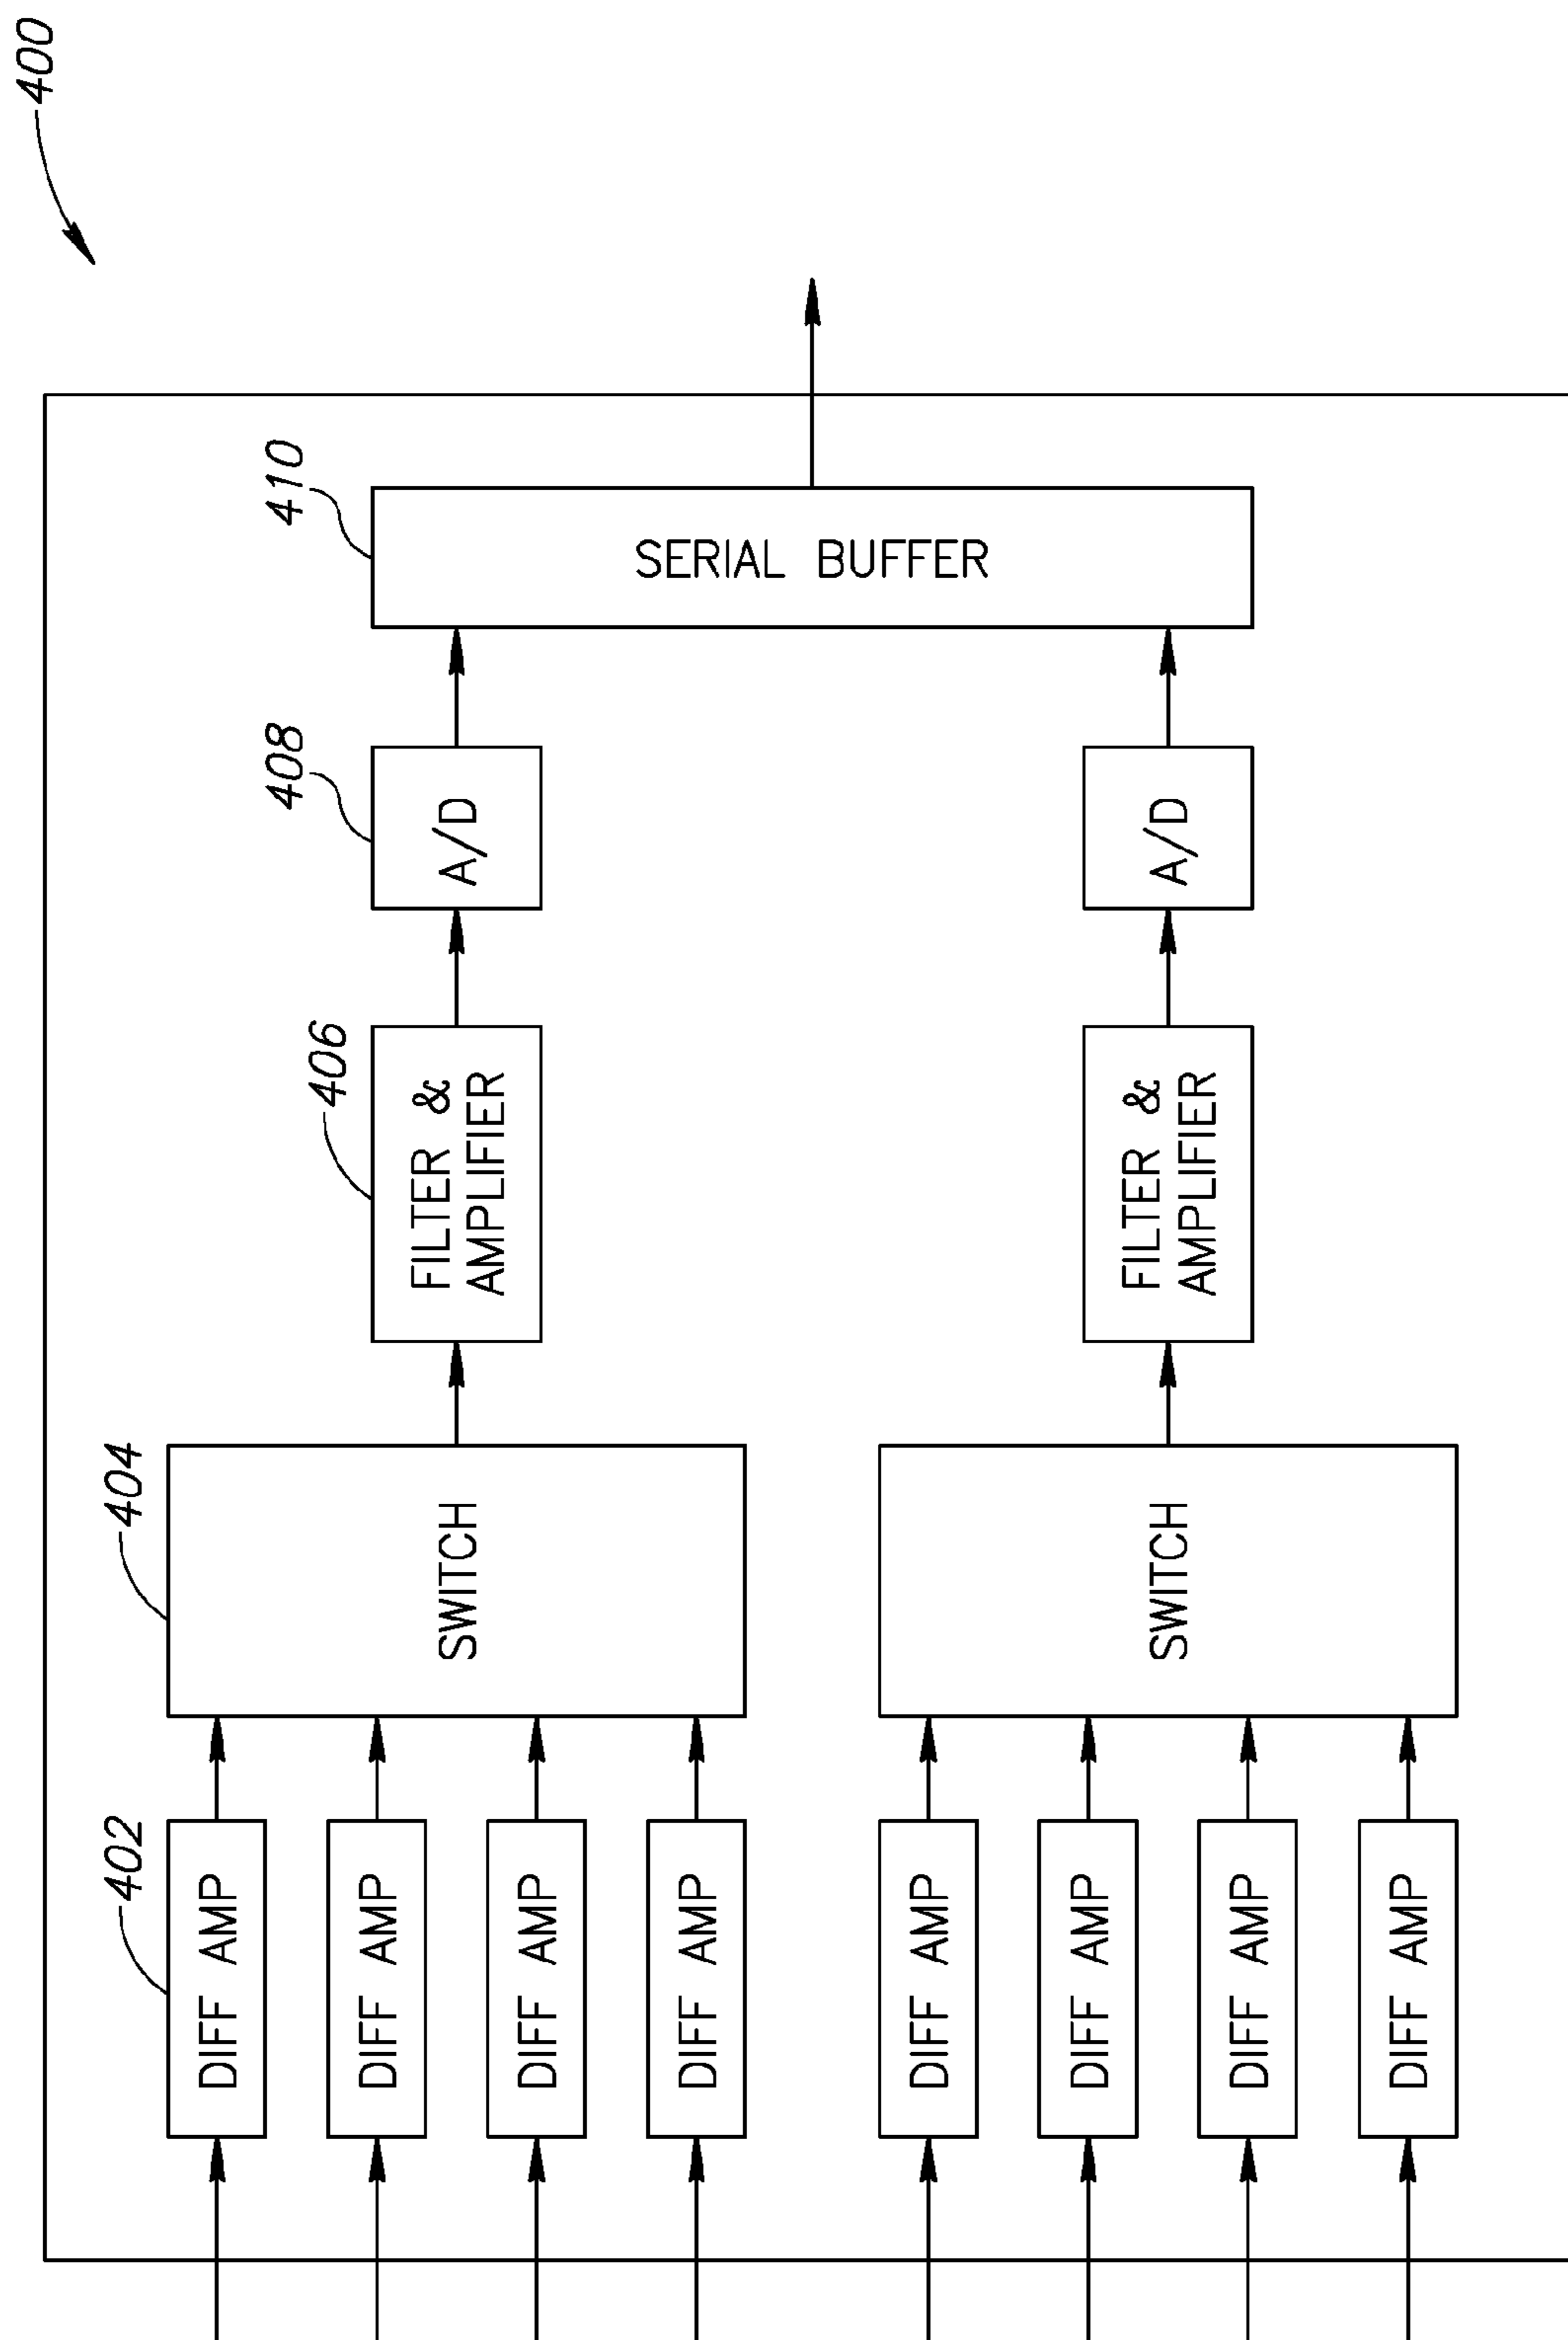 400
402
404
406
408
410
DIFF AMP
DIFF AMP
DIFF AMP
DIFF AMP
SWITCH
FILTER &
AMPLIFIER
A/D
SERIAL BUFFER
DIFF AMP
DIFF AMP
DIFF AMP
DIFF AMP
SWITCH
FILTER &
AMPLIFIER
A/D